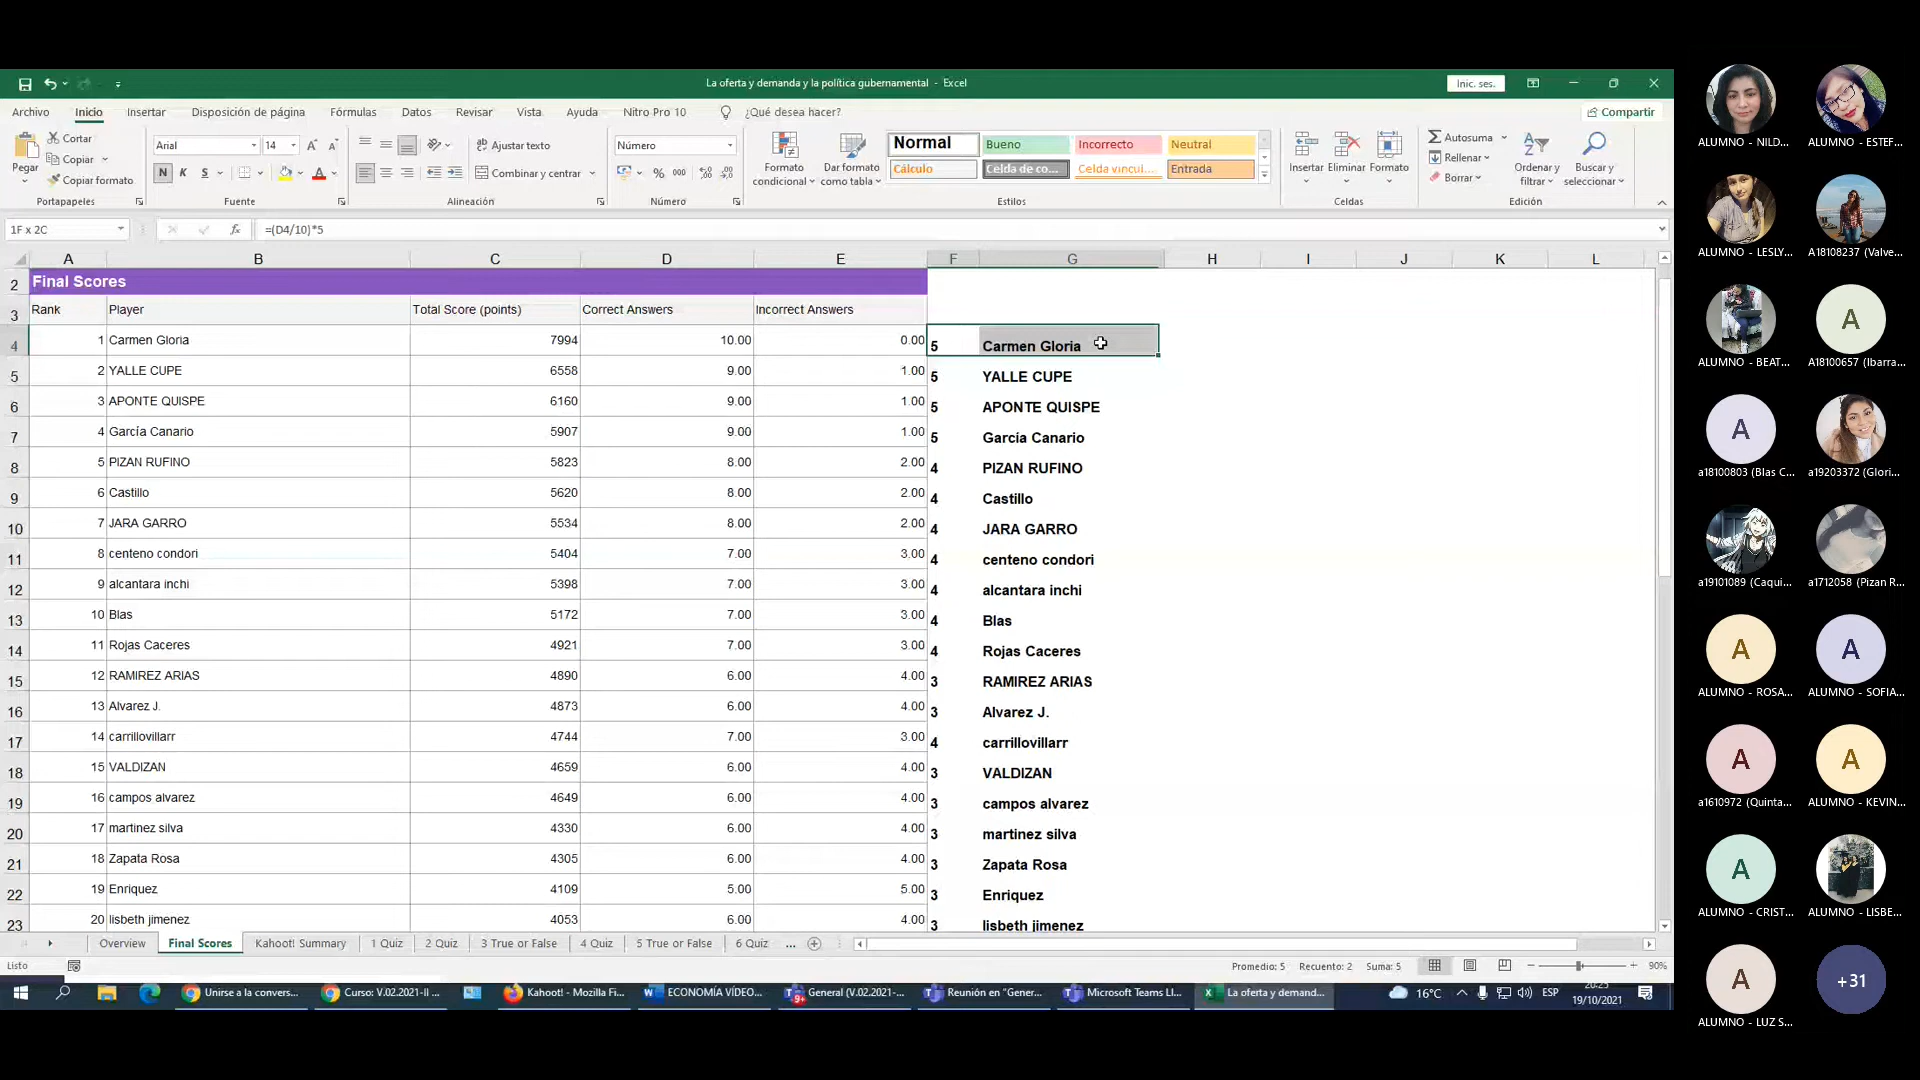 La oferta y demanda y la política gubernamental - Excel
Inic. ses.
Archivo Inicio Insertar Disposición de página Fórmulas Datos Revisar Vista Ayuda Nitro Pro 10 ¿Qué desea hacer? Compartir
Pegar
Cortar
Copiar
Copiar formato
Portapapeles
Arial 14
N K S
Fuente
Ajustar texto
Combinar y centrar
Alineación
Número
% 000
Número
Formato condicional
Dar formato como tabla
Normal Bueno Incorrecto Neutral
Cálculo Celda de co... Celda vincul... Entrada
Estilos
Insertar Eliminar Formato
Celdas
Autosuma
Rellenar
Borrar
Ordenar y filtrar
Buscar y seleccionar
Edición
1F x 2C fx =(D4/10)*5
A B C D E F G H I J K L
2 Final Scores
3 Rank Player Total Score (points) Correct Answers Incorrect Answers
4 1 Carmen Gloria 7994 10.00 0.00 5 Carmen Gloria
5 2 YALLE CUPE 6558 9.00 1.00 5 YALLE CUPE
6 3 APONTE QUISPE 6160 9.00 1.00 5 APONTE QUISPE
7 4 García Canario 5907 9.00 1.00 5 García Canario
8 5 PIZAN RUFINO 5823 8.00 2.00 4 PIZAN RUFINO
9 6 Castillo 5620 8.00 2.00 4 Castillo
10 7 JARA GARRO 5534 8.00 2.00 4 JARA GARRO
11 8 centeno condori 5404 7.00 3.00 4 centeno condori
12 9 alcantara inchi 5398 7.00 3.00 4 alcantara inchi
13 10 Blas 5172 7.00 3.00 4 Blas
14 11 Rojas Caceres 4921 7.00 3.00 4 Rojas Caceres
15 12 RAMIREZ ARIAS 4890 6.00 4.00 3 RAMIREZ ARIAS
16 13 Alvarez J. 4873 6.00 4.00 3 Alvarez J.
17 14 carrillovillarr 4744 7.00 3.00 4 carrillovillarr
18 15 VALDIZAN 4659 6.00 4.00 3 VALDIZAN
19 16 campos alvarez 4649 6.00 4.00 3 campos alvarez
20 17 martinez silva 4330 6.00 4.00 3 martinez silva
21 18 Zapata Rosa 4305 6.00 4.00 3 Zapata Rosa
22 19 Enriquez 4109 5.00 5.00 3 Enriquez
23 20 lisbeth jimenez 4053 6.00 4.00 3 lisbeth jimenez
Overview Final Scores Kahoot! Summary 1 Quiz 2 Quiz 3 True or False 4 Quiz 5 True or False 6 Quiz ...
Listo Promedio: 5 Recuento: 2 Suma: 5 90%
Unirse a la convers... Curso: V.02.2021-II ... Kahoot! - Mozilla Fi... ECONOMÍA VÍDEO... General (V.02.2021-... Reunión en "Gener... Microsoft Teams Ll... La oferta y demand... 16°C ESP
20:25
19/10/2021
ALUMNO - NILD... ALUMNO - ESTEF...
ALUMNO - LESLY... A18108237 (Valve...
A
ALUMNO - BEAT... A18100657 (Ibarra...
A
a18100803 (Blas C... a19203372 (Glori...
a19101089 (Caqui... a1712058 (Pizan R...
A A
ALUMNO - ROSA... ALUMNO - SOFIA...
A A
a1610972 (Quinta... ALUMNO - KEVIN...
A
ALUMNO - CRIST... ALUMNO - LISBE...
A +31
ALUMNO - LUZ S...